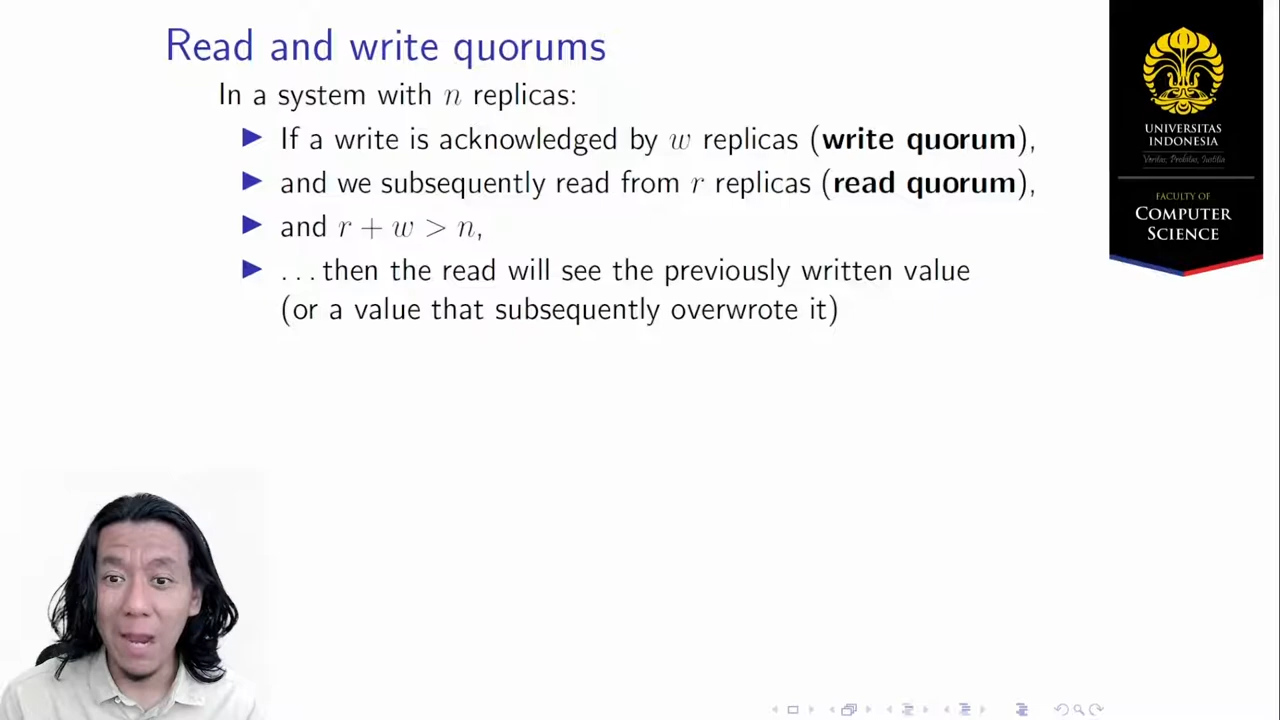 Read and write quorums
In a system with n replicas:
If a write is acknowledged by w replicas (write quorum),
and we subsequently read from r replicas (read quorum),
and r + w > n,
...then the read will see the previously written value
(or a value that subsequently overwrote it)
UNIVERSITAS
INDONESIA
Veritas, Probitas, Iustitia
FACULTY OF
COMPUTER
SCIENCE